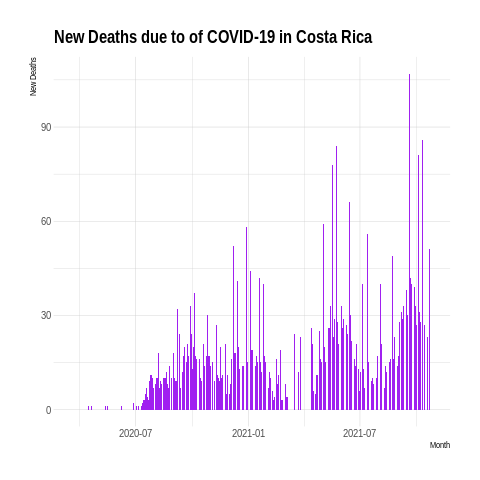 New Deaths due to of COVID-19 in Costa Rica
New Deaths
90
60
30
0
2020-07
2021-01
2021-07
Month